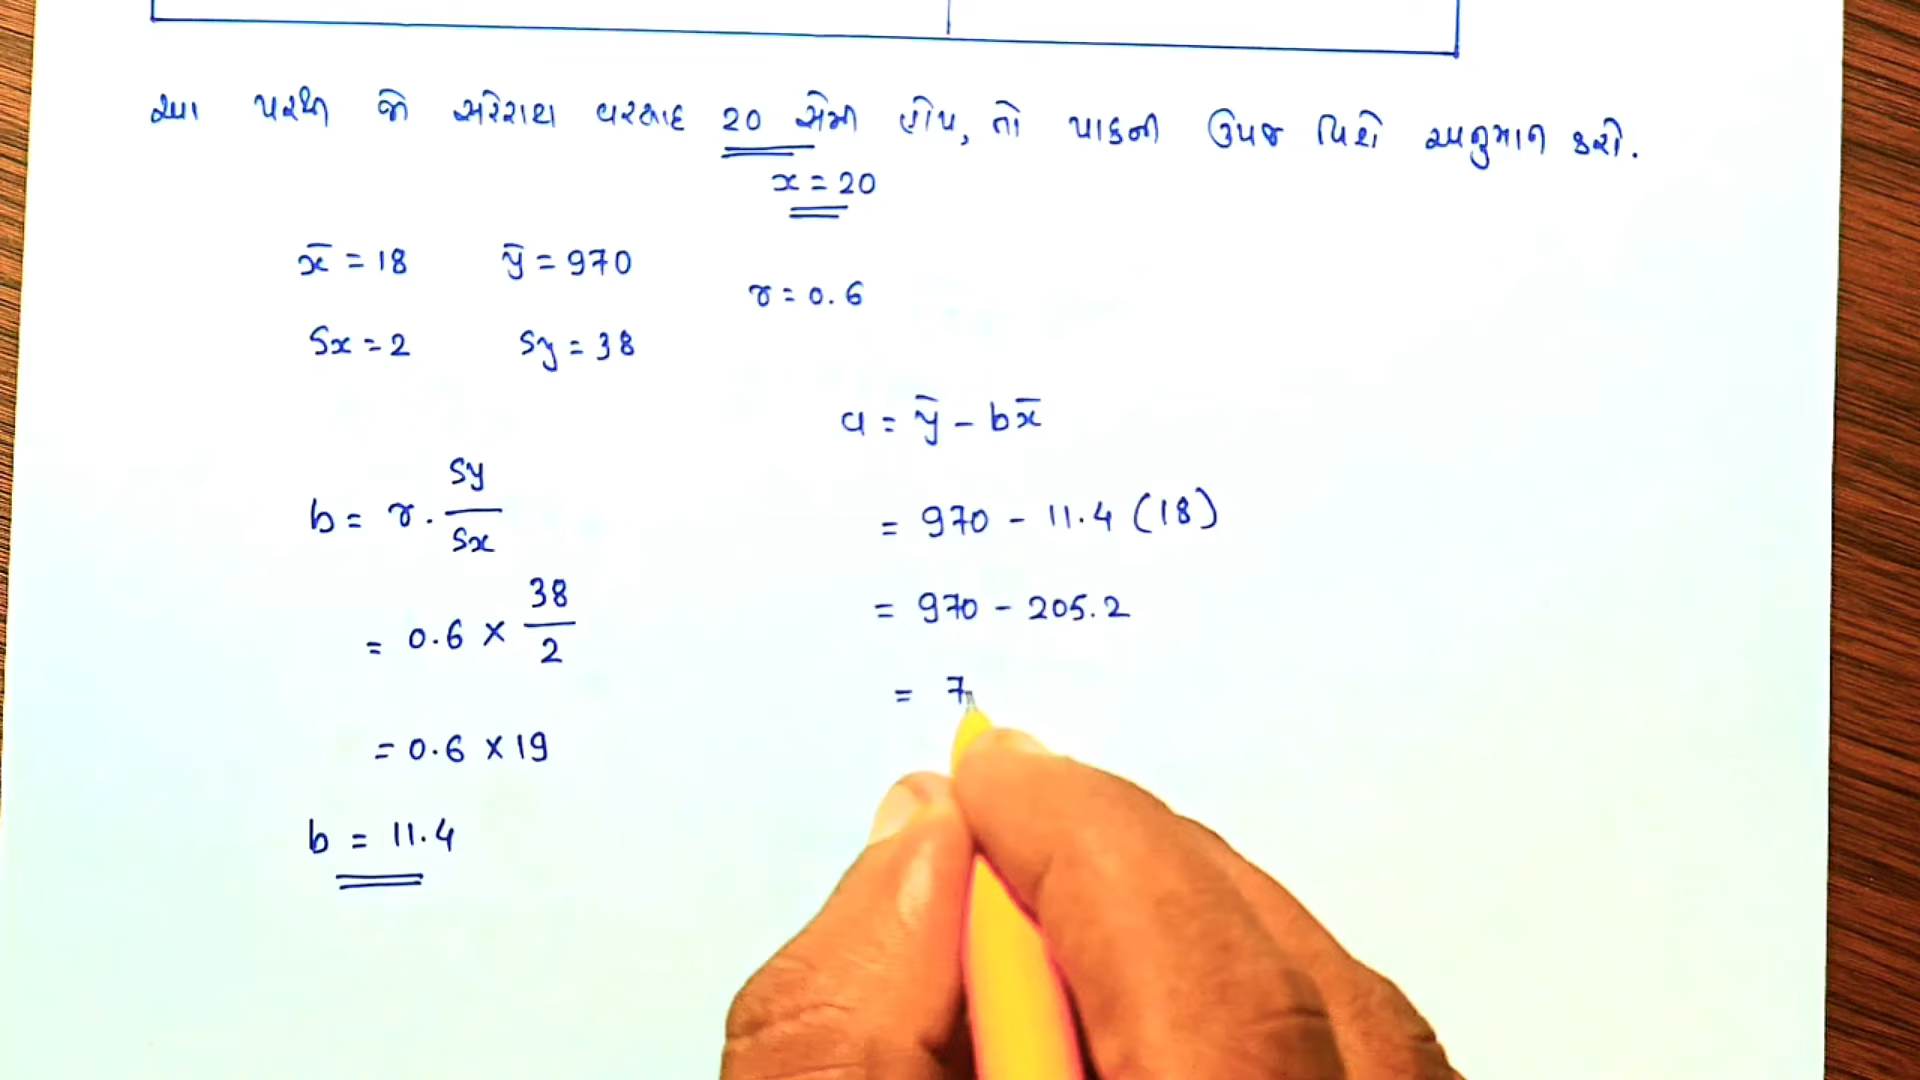 આ પરથી જો સરેરાશ વરસાદ 20 સેમી હોય, તો પાકની ઉપજ વિશે અનુમાન કરો.
x = 20
x̄ = 18 ȳ = 970
r = 0.6
Sx = 2 Sy = 38
a = ȳ - bx̄
b = r · Sy/Sx
= 970 - 11.4 (18)
= 0.6 × 38/2
= 970 - 205.2
= 7
= 0.6 × 19
b = 11.4